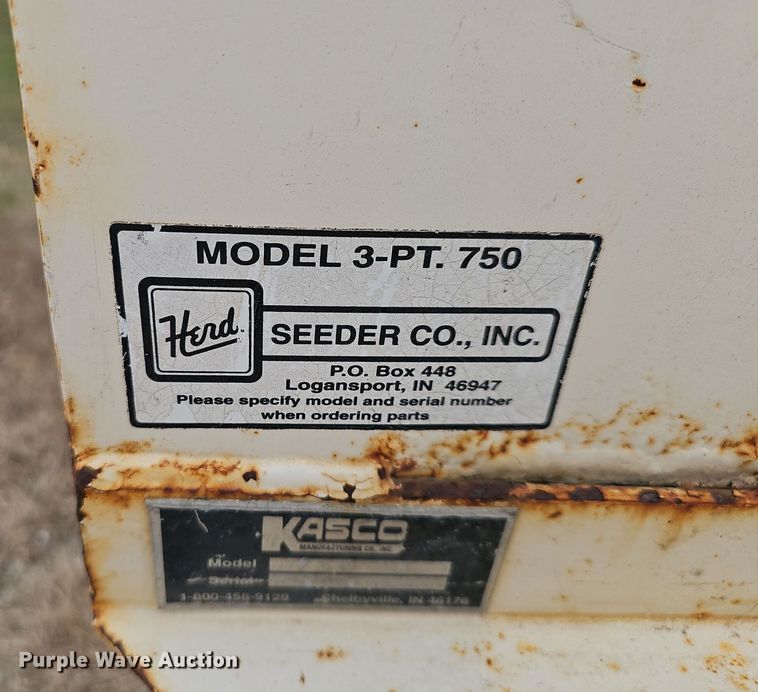 MODEL 3-PT. 750
Herd
SEEDER CO., INC.
P.O. Box 448
Logansport, IN 46947
Please specify model and serial number
when ordering parts
KASCO
MANUFACTURING CO., INC.
Model
Serial
1-800-458-9129 Shelbyville, IN 46176
Purple Wave Auction